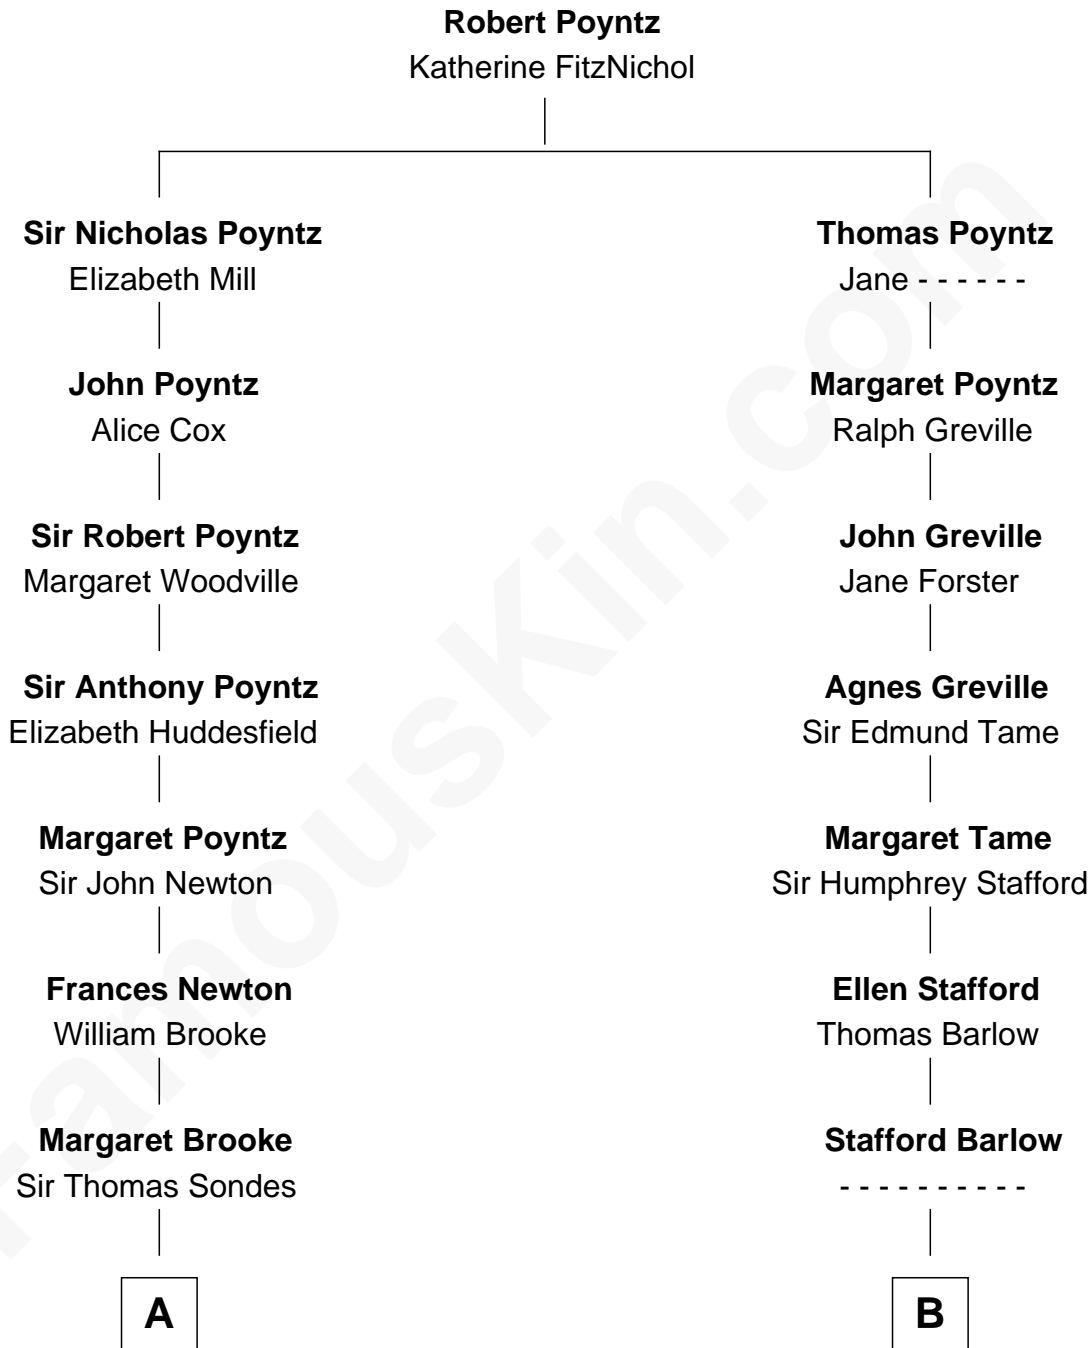 Robert Poyntz
Katherine FitzNichol
Sir Nicholas Poyntz
Elizabeth Mill
John Poyntz
Alice Cox
Sir Robert Poyntz
Margaret Woodville
Sir Anthony Poyntz
Elizabeth Huddesfield
Margaret Poyntz
Sir John Newton
Frances Newton
William Brooke
Margaret Brooke
Sir Thomas Sondes
A
Thomas Poyntz
Jane - - - - - -
Margaret Poyntz
Ralph Greville
John Greville
Jane Forster
Agnes Greville
Sir Edmund Tame
Margaret Tame
Sir Humphrey Stafford
Ellen Stafford
Thomas Barlow
Stafford Barlow
- - - - - - - - - -
B
FamousKin.com